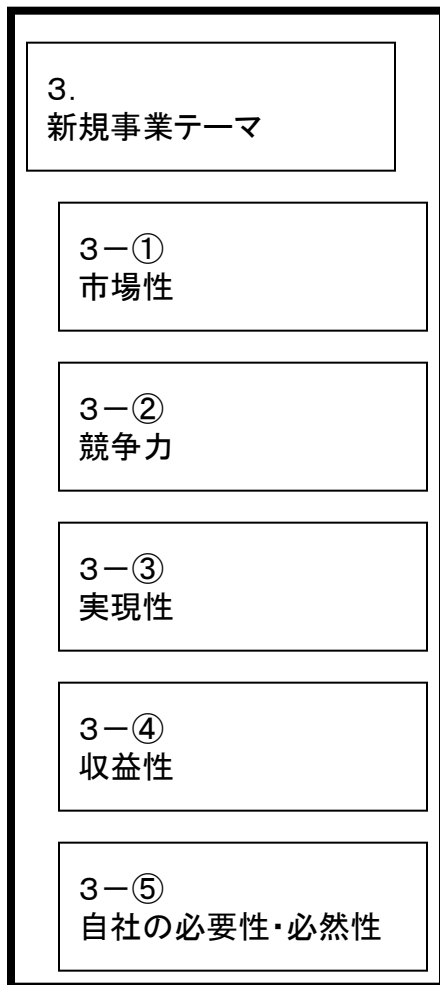 ３．
新規事業テーマ
３－①
市場性
３－②
競争力
３－③
実現性
３－④
収益性
３－⑤
自社の必要性・必然性